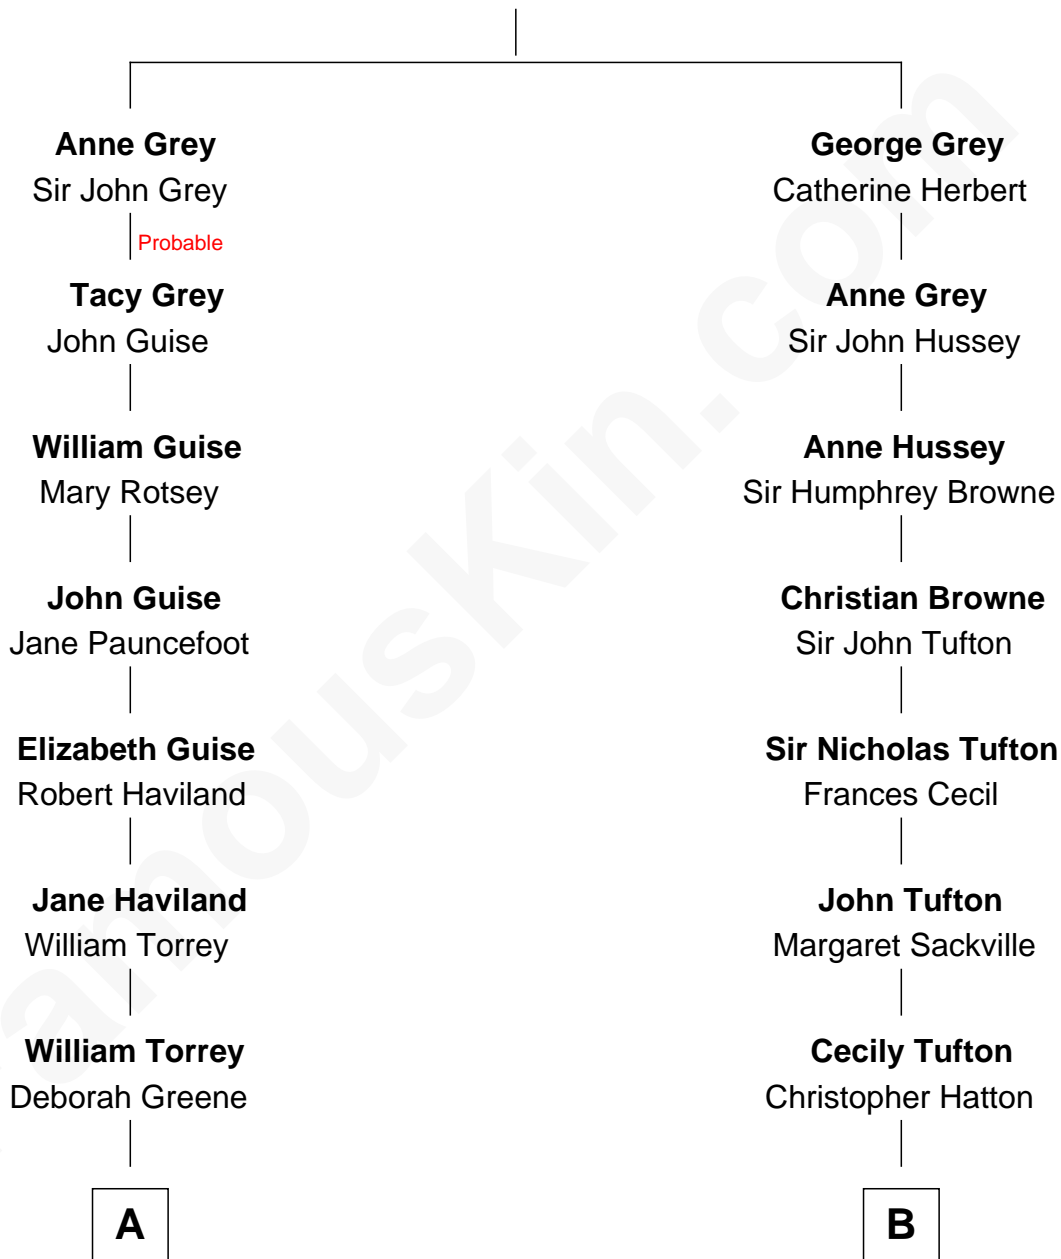 Anne Grey
Sir John Grey
Probable
Tacy Grey
John Guise
William Guise
Mary Rotsey
John Guise
Jane Pauncefoot
Elizabeth Guise
Robert Haviland
Jane Haviland
William Torrey
William Torrey
Deborah Greene
A
George Grey
Catherine Herbert
Anne Grey
Sir John Hussey
Anne Hussey
Sir Humphrey Browne
Christian Browne
Sir John Tufton
Sir Nicholas Tufton
Frances Cecil
John Tufton
Margaret Sackville
Cecily Tufton
Christopher Hatton
B
amouskin.com